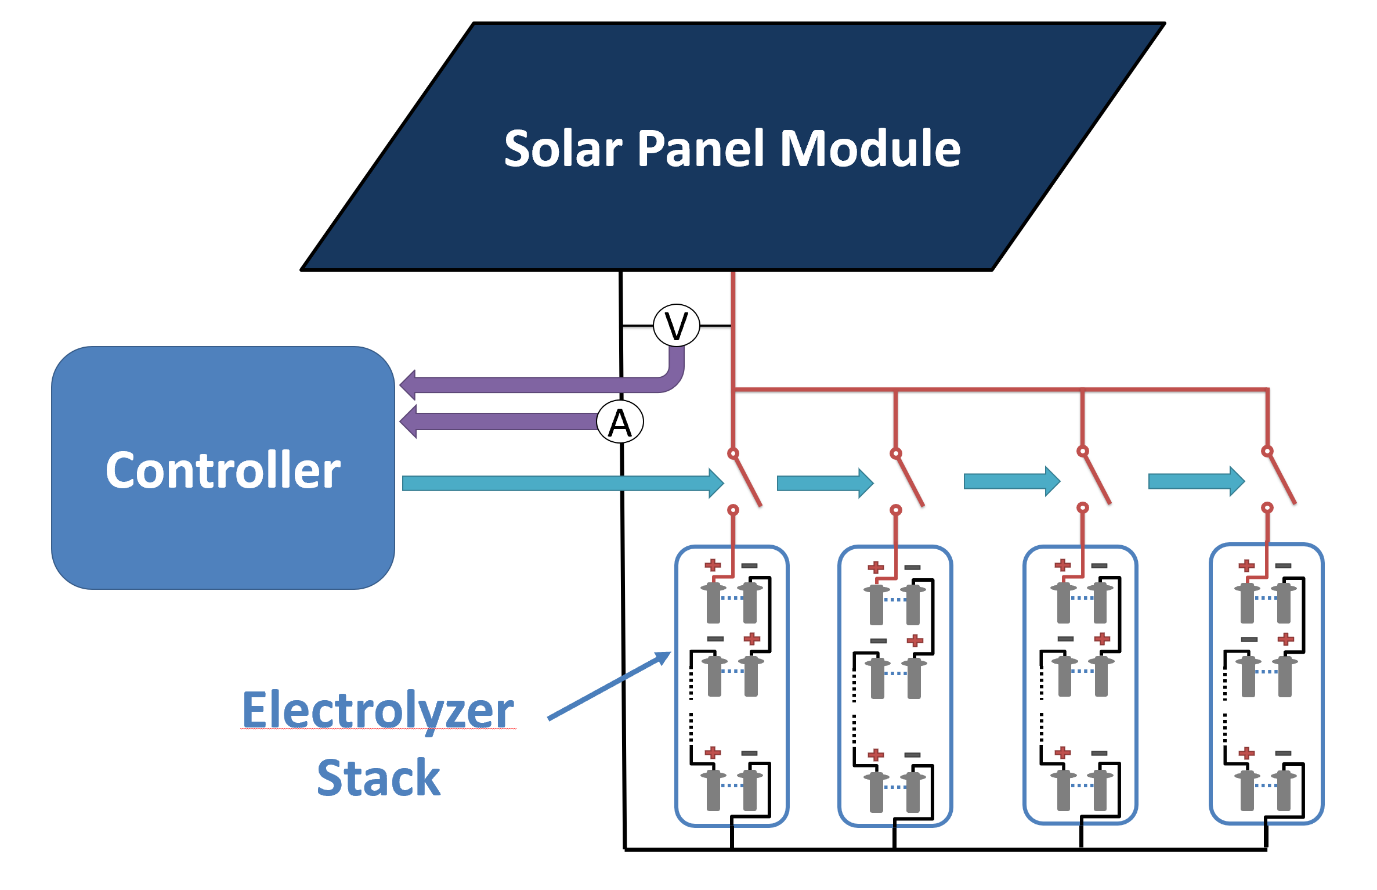 Solar Panel Module
V
A
Controller
+ −
− +
+ −
+ −
− +
+ −
+ −
− +
+ −
+ −
− +
+ −
Electrolyzer
Stack